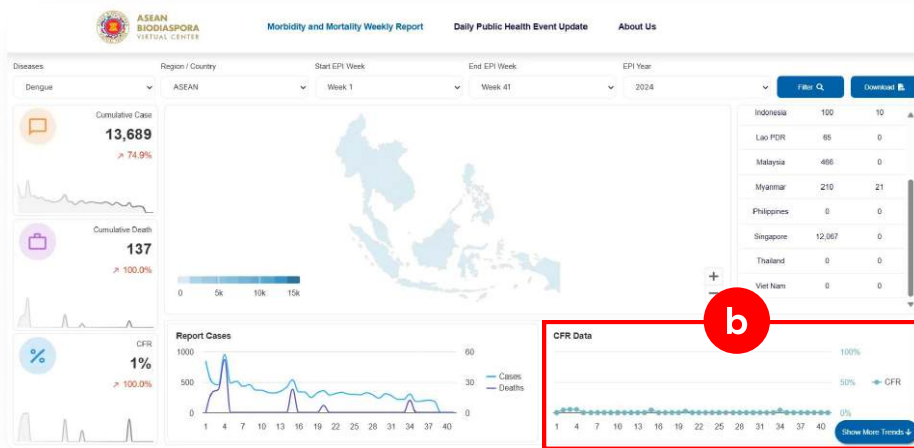 ASEAN
BIODIASPORA
VIRTUAL CENTER
Morbidity and Mortality Weekly Report
Daily Public Health Event Update
About Us
Diseases
Region / Country
Start EPI Week
End EPI Week
EPI Year
Dengue
ASEAN
Week 1
Week 41
2024
Filter
Download
Cumulative Case
13,689
74.9%
Cumulative Death
137
100.0%
CFR
1%
100.0%
0 5k 10k 15k
+
−
Indonesia 100 10
Lao PDR 65 0
Malaysia 466 0
Myanmar 210 21
Philippines 0 0
Singapore 12,067 0
Thailand 0 0
Viet Nam 0 0
Report Cases
1000
500
0
60
30
0
Cases
Deaths
1 4 7 10 13 16 19 22 25 28 31 34 37 40
b
CFR Data
100%
50%
0%
CFR
1 4 7 10 13 16 19 22 25 28 31 34 37 40
Show More Trends